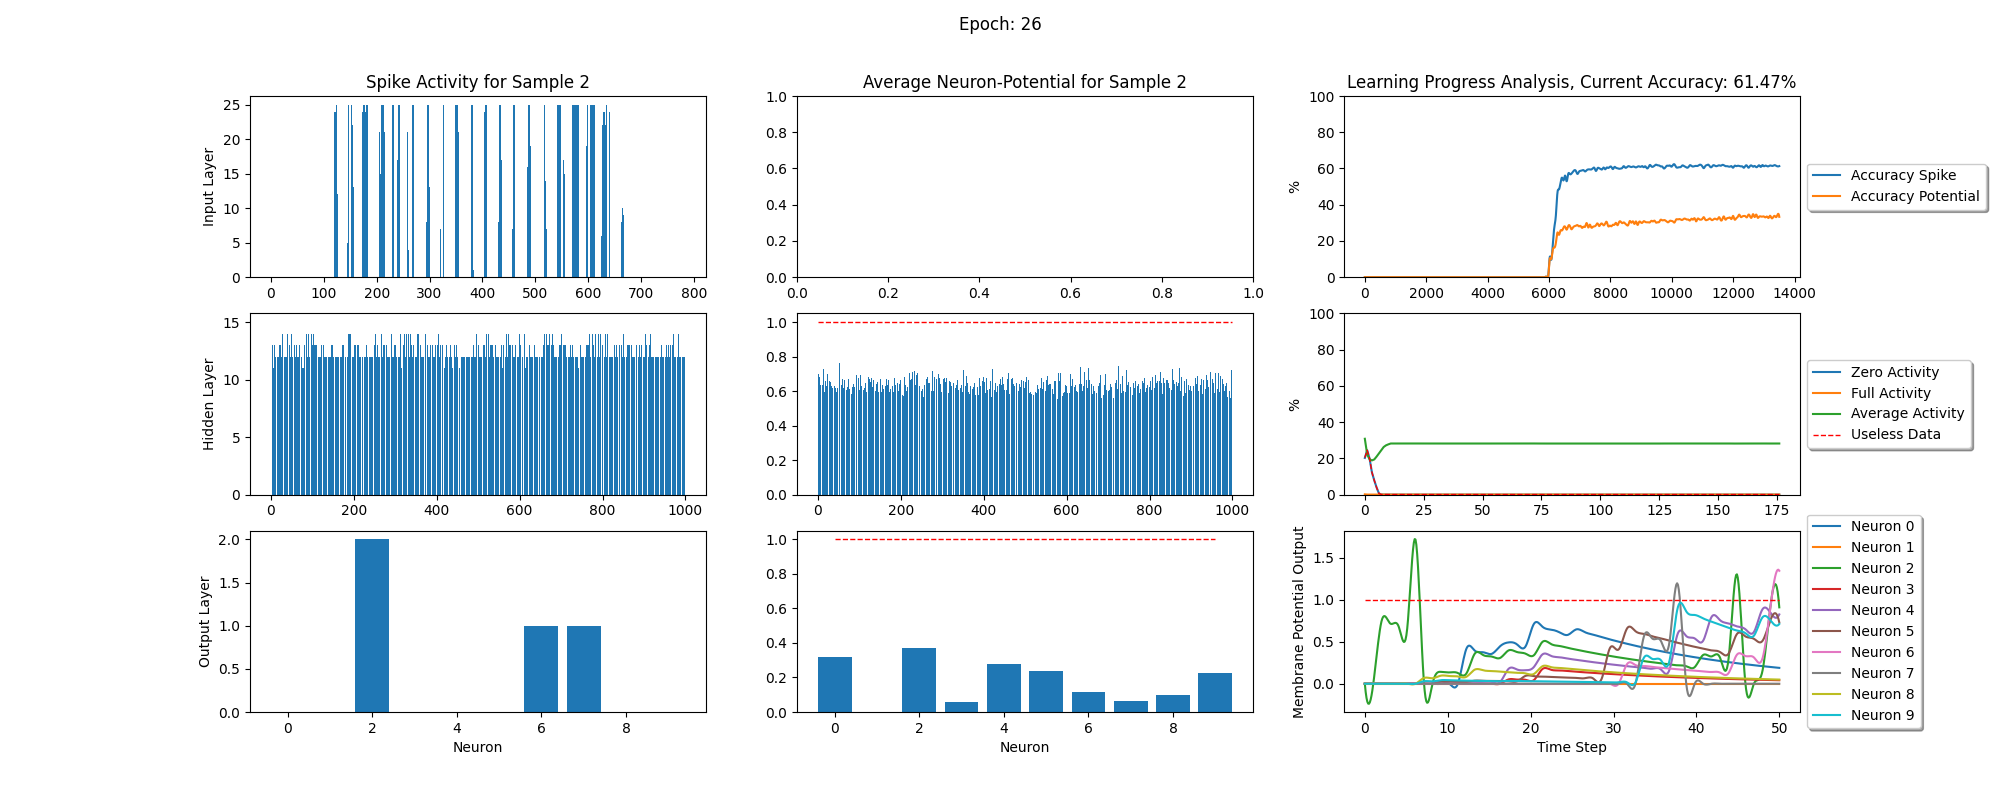 Epoch: 26
Spike Activity for Sample 2
Average Neuron-Potential for Sample 2
Learning Progress Analysis, Current Accuracy: 61.47%
Input Layer
25
20
15
10
5
0
0 100 200 300 400 500 600 700 800
1.0
0.8
0.6
0.4
0.2
0.0
0.0 0.2 0.4 0.6 0.8 1.0
%
100
80
60
40
20
0
0 2000 4000 6000 8000 10000 12000 14000
Accuracy Spike
Accuracy Potential
Hidden Layer
15
10
5
0
0 200 400 600 800 1000
1.0
0.8
0.6
0.4
0.2
0.0
0 200 400 600 800 1000
%
100
80
60
40
20
0
0 25 50 75 100 125 150 175
Zero Activity
Full Activity
Average Activity
Useless Data
Output Layer
2.0
1.5
1.0
0.5
0.0
0 2 4 6 8
Neuron
1.0
0.8
0.6
0.4
0.2
0.0
0 2 4 6 8
Neuron
Membrane Potential Output
1.5
1.0
0.5
0.0
0 10 20 30 40 50
Time Step
Neuron 0
Neuron 1
Neuron 2
Neuron 3
Neuron 4
Neuron 5
Neuron 6
Neuron 7
Neuron 8
Neuron 9